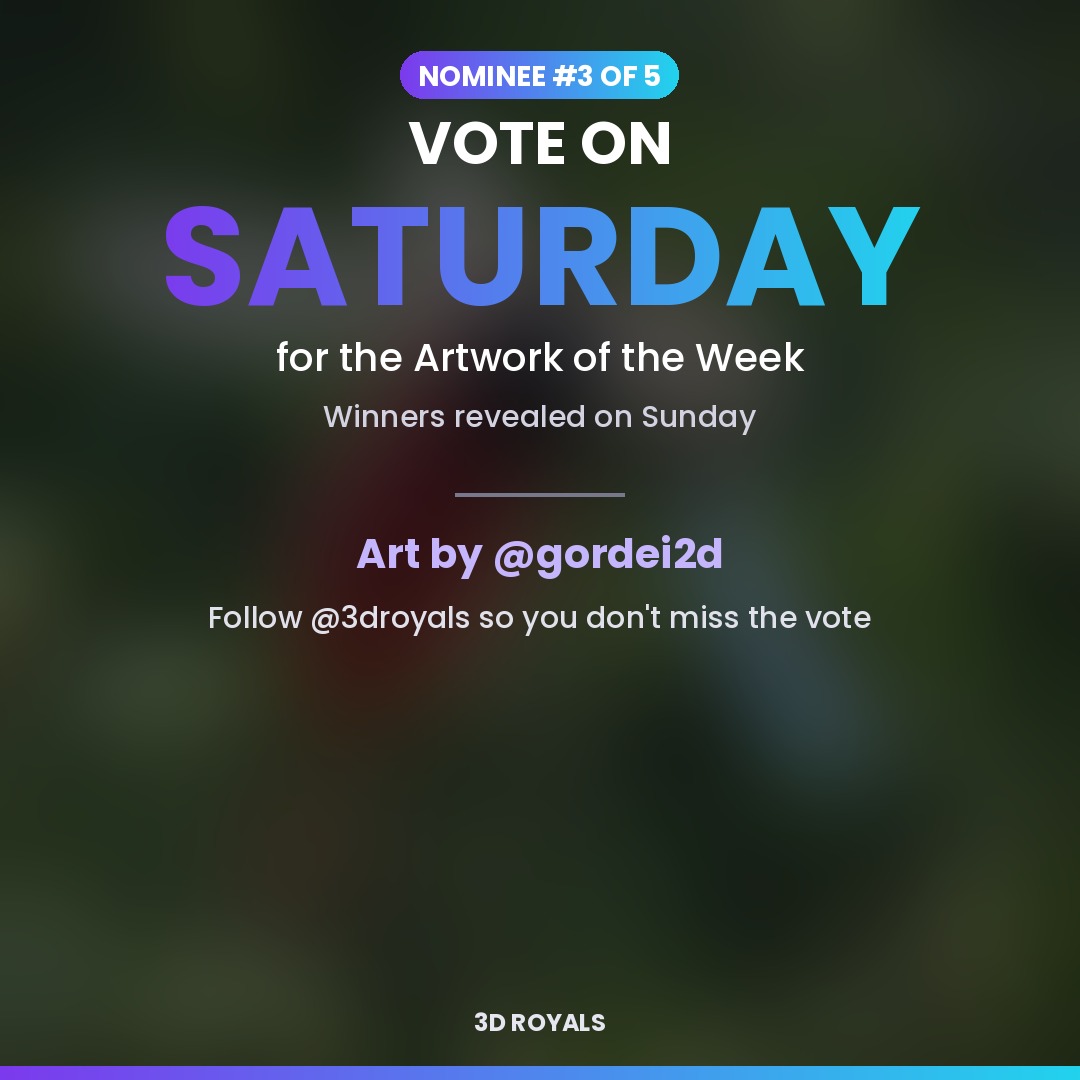 NOMINEE #3 OF 5
VOTE ON
SATURDAY
for the Artwork of the Week
Winners revealed on Sunday
Art by @gordei2d
Follow @3droyals so you don't miss the vote
3D ROYALS